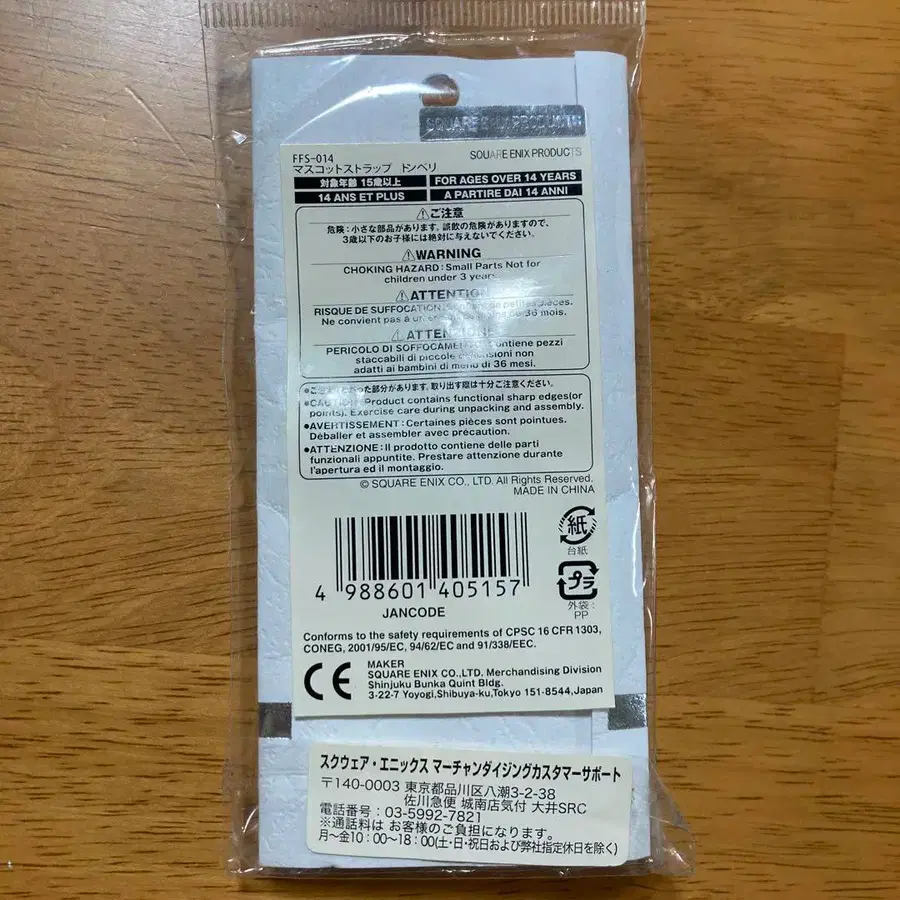 SQUARE ENIX PRODUCTS
FFS-014
マスコットストラップ トンベリ
SQUARE ENIX PRODUCTS
対象年齢 15歳以上
FOR AGES OVER 14 YEARS
14 ANS ET PLUS
A PARTIRE DAI 14 ANNI
⚠ご注意
危険:小さな部品があります。誤飲の危険がありますので、
3歳以下のお子様には絶対に与えないでください。
⚠WARNING
CHOKING HAZARD:Small Parts Not for
children under 3 years.
⚠ATTENTION
RISQUE DE SUFFOCATION: petites pièces.
Ne convient pas à un de 36 mois.
⚠ATTENZIONE
PERICOLO DI SOFFOCAMENTO: Contiene pezzi
staccabili di piccole dimensioni non
adatti ai bambini di meno di 36 mesi.
●ご注意:とがった部分があります。取り出す際は十分ご注意ください。
●CAUTION:Product contains functional sharp edges(or
points). Exercise care during unpacking and assembly.
●AVERTISSEMENT:Certaines pièces sont pointues.
Déballer et assembler avec précaution.
●ATTENZIONE:Il prodotto contiene delle parti
funzionali appuntite. Prestare attenzione durante
l'apertura ed il montaggio.
© SQUARE ENIX CO., LTD. All Rights Reserved.
MADE IN CHINA
紙
台紙
プラ
外袋:
PP
4 988601 405157
JANCODE
Conforms to the safety requirements of CPSC 16 CFR 1303,
CONEG, 2001/95/EC, 94/62/EC and 91/338/EEC.
CE
MAKER
SQUARE ENIX CO.,LTD. Merchandising Division
Shinjuku Bunka Quint Bldg.
3-22-7 Yoyogi,Shibuya-ku,Tokyo 151-8544,Japan
スクウェア・エニックス マーチャンダイジングカスタマーサポート
〒140-0003 東京都品川区八潮3-2-38
佐川急便 城南店気付 大井SRC
電話番号: 03-5992-7821
※通話料は お客様のご負担になります。
月~金10:00~18:00(土・日・祝日および弊社指定休日を除く)